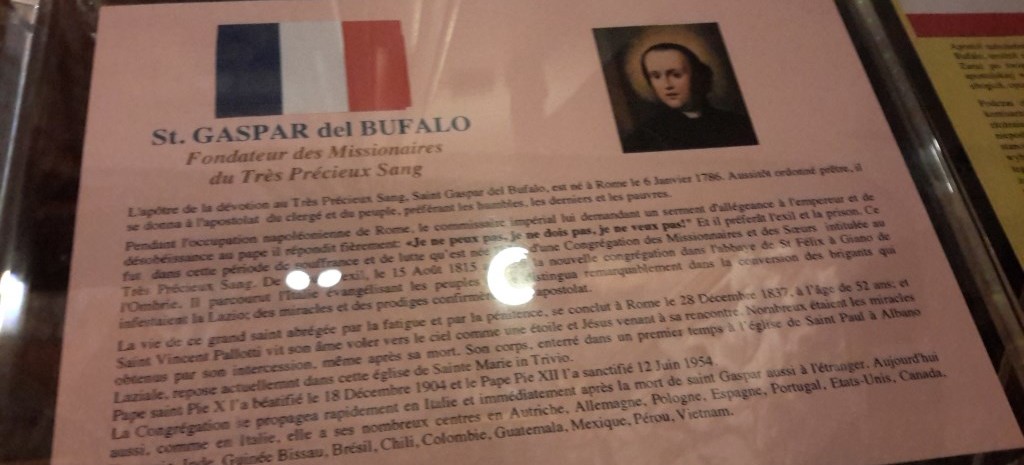 St. GASPAR del BUFALO
Fondateur des Missionaires
du Très Précieux Sang
L'apôtre de la dévotion au Très Précieux Sang, Saint Gaspar del Bufalo, est né à Rome le 6 Janvier 1786. Aussitôt ordonné prêtre, il
se donna à l'apostolat du clergé et du peuple, préférant les humbles, les derniers et les pauvres.
Pendant l'occupation napoléonienne de Rome, le commissaire impérial lui demandant un serment d'allégeance à l'empereur et de
désobéissance au pape il répondit fièrement: «Je ne peux pas, je ne dois pas, je ne veux pas!" Et il préférât l'exil et la prison. Ce
fut dans cette période de souffrance et de lutte qu'est née d'une Congrégation des Missionaires et des Sœurs intitulée au
Très Précieux Sang. De exil, le 15 Août 1815 la nouvelle congrégation dans l'abbaye de St Félix à Giano de
l'Ombrie. Il parcourut l'Italie evangélisant les peuples remarquablement dans la conversion des brigants qui
infestaient la Lazio; des miracles et des prodiges apostolat.
La vie de ce grand saint abrégée par la fatigue et par la pénitence, se conclut à Rome le 28 Décembre 1837, à l'âge de 52 ans; et
Saint Vincent Pallotti vit son âme voler vers le ciel comme une étoile et Jésus venant à sa rencontre. Nombreux étaient les miracles
obtenus par son intercession, même après sa mort. Son corps, enterré dans un premier temps à l'église de Saint Paul à Albano
Laziale, repose actuellemnt dans cette église de Sainte Marie in Trivio.
Pape saint Pie X l'a béatifié le 18 Décembre 1904 et le Pape Pie XII l'a sanctifié 12 Juin 1954.
La Congrégation se propagea rapidement en Italie et immédiatement après la mort de saint Gaspar aussi à l'étranger. Aujourd'hui
aussi, comme en Italie, elle a ses nombreux centres en Autriche, Allemagne, Pologne, Espagne, Portugal, Etats-Unis, Canada,
Inde, Guinée Bissau, Brésil, Chili, Colombie, Guatemala, Mexique, Pérou, Vietnam.